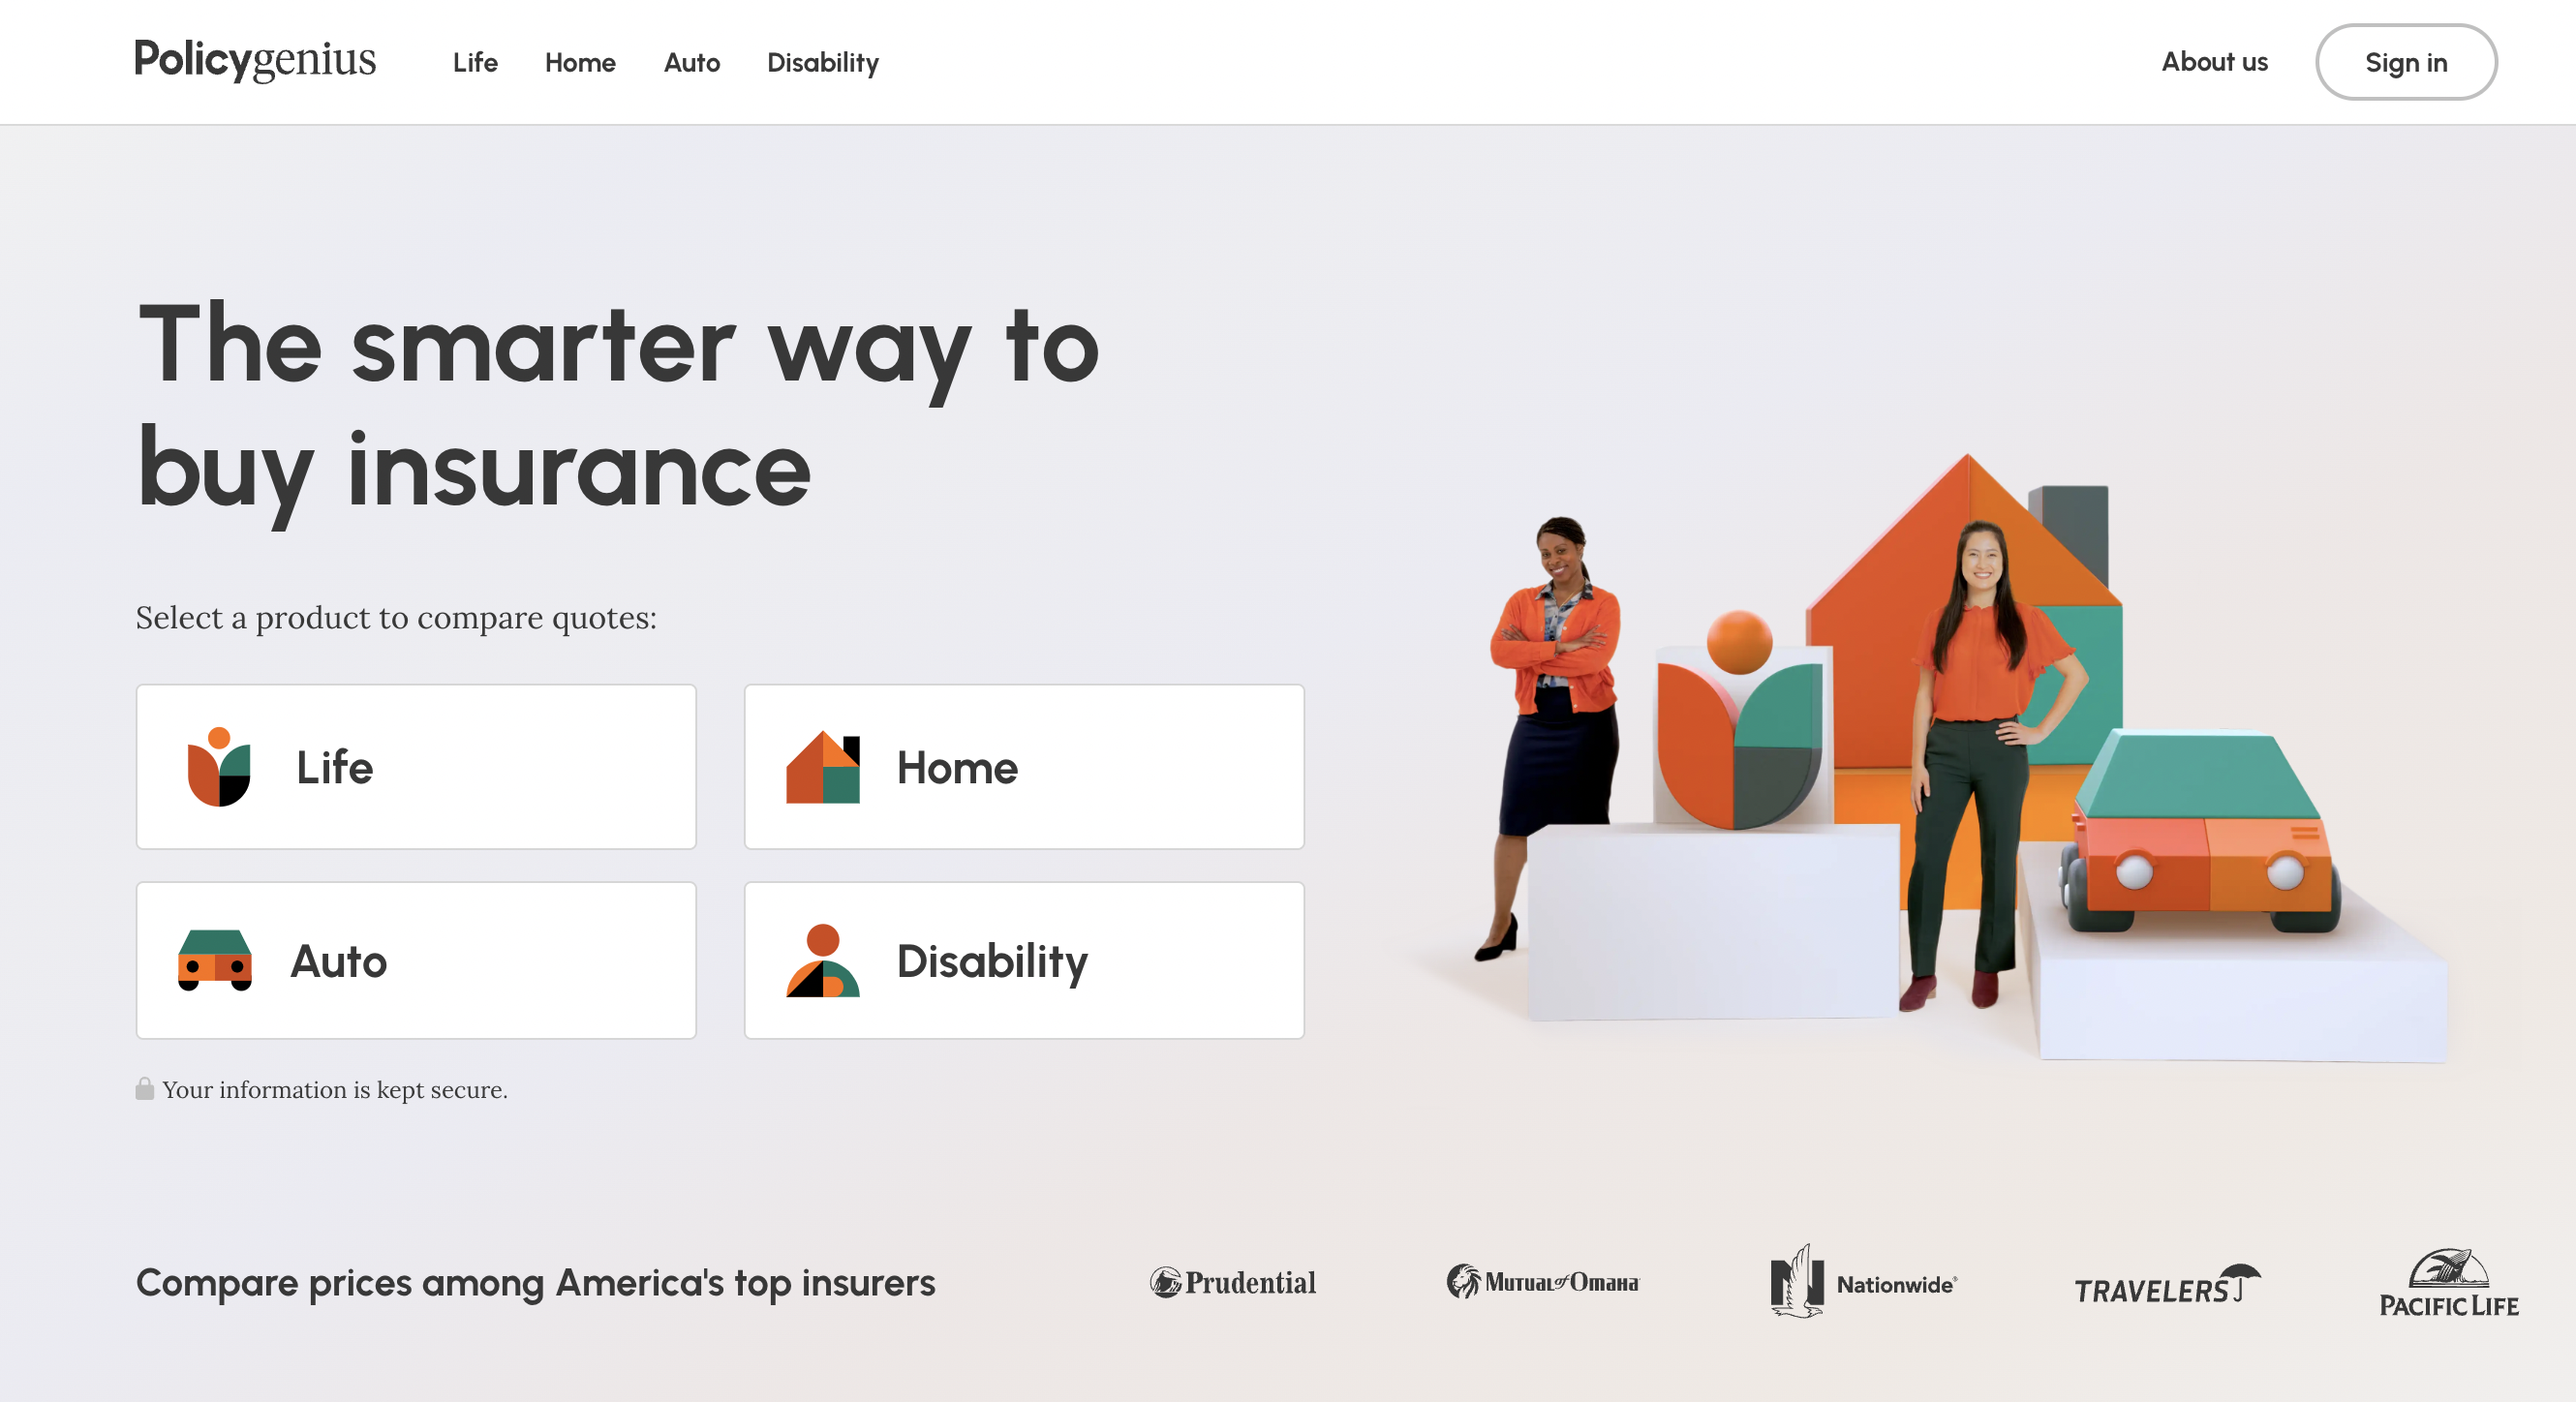 Policygenius
Life
Home
Auto
Disability
About us
Sign in
The smarter way to
buy insurance
Select a product to compare quotes:
Life
Home
Auto
Disability
Your information is kept secure.
Compare prices among America's top insurers
Prudential
Mutual of Omaha
Nationwide®
TRAVELERS
PACIFIC LIFE